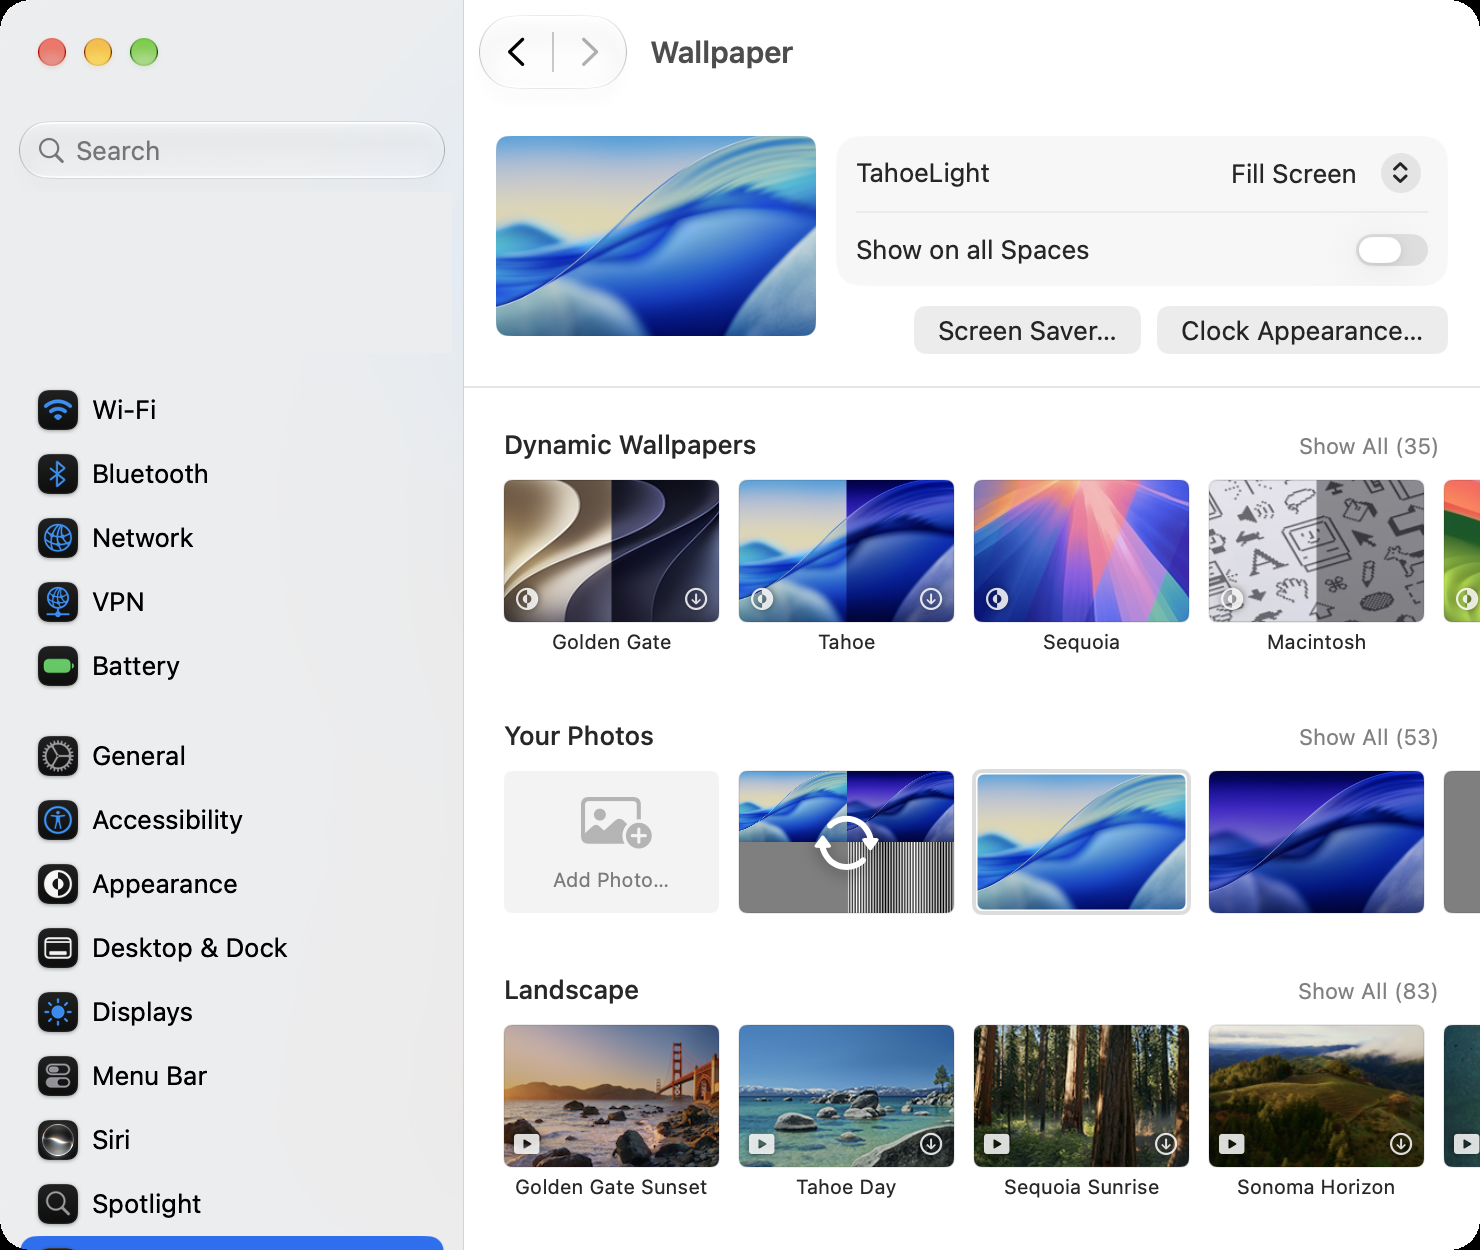 Wallpaper
Search
Wi-Fi
Bluetooth
Network
VPN
Battery
General
Accessibility
Appearance
Desktop & Dock
Displays
Menu Bar
Siri
Spotlight
TahoeLight
Fill Screen
Show on all Spaces
Screen Saver...
Clock Appearance...
Dynamic Wallpapers
Show All (35)
Golden Gate
Tahoe
Sequoia
Macintosh
Your Photos
Show All (53)
Add Photo...
Landscape
Show All (83)
Golden Gate Sunset
Tahoe Day
Sequoia Sunrise
Sonoma Horizon